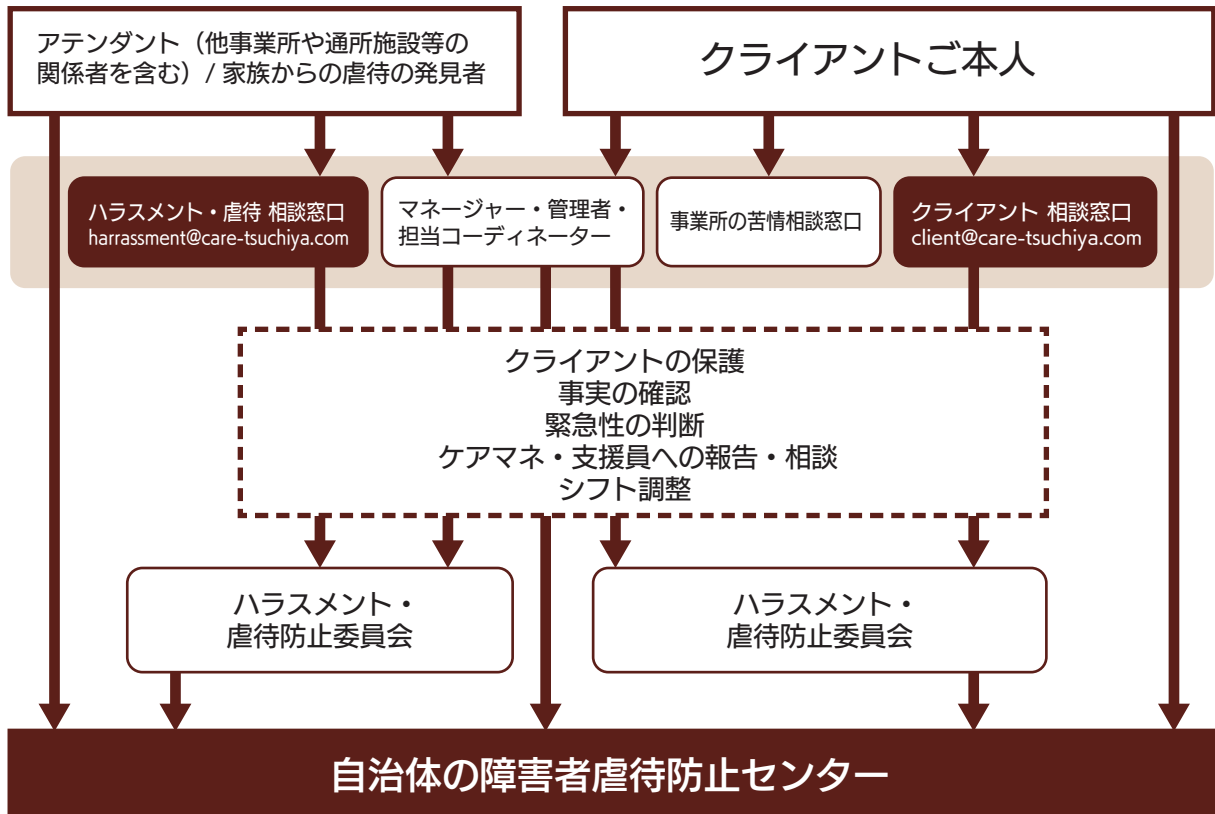 アテンダント（他事業所や通所施設等の
関係者を含む）/ 家族からの虐待の発見者
クライアントご本人
ハラスメント・虐待 相談窓口
harrassment@care-tsuchiya.com
マネージャー・管理者・
担当コーディネーター
事業所の苦情相談窓口
クライアント 相談窓口
client@care-tsuchiya.com
クライアントの保護
事実の確認
緊急性の判断
ケアマネ・支援員への報告・相談
シフト調整
ハラスメント・
虐待防止委員会
ハラスメント・
虐待防止委員会
自治体の障害者虐待防止センター